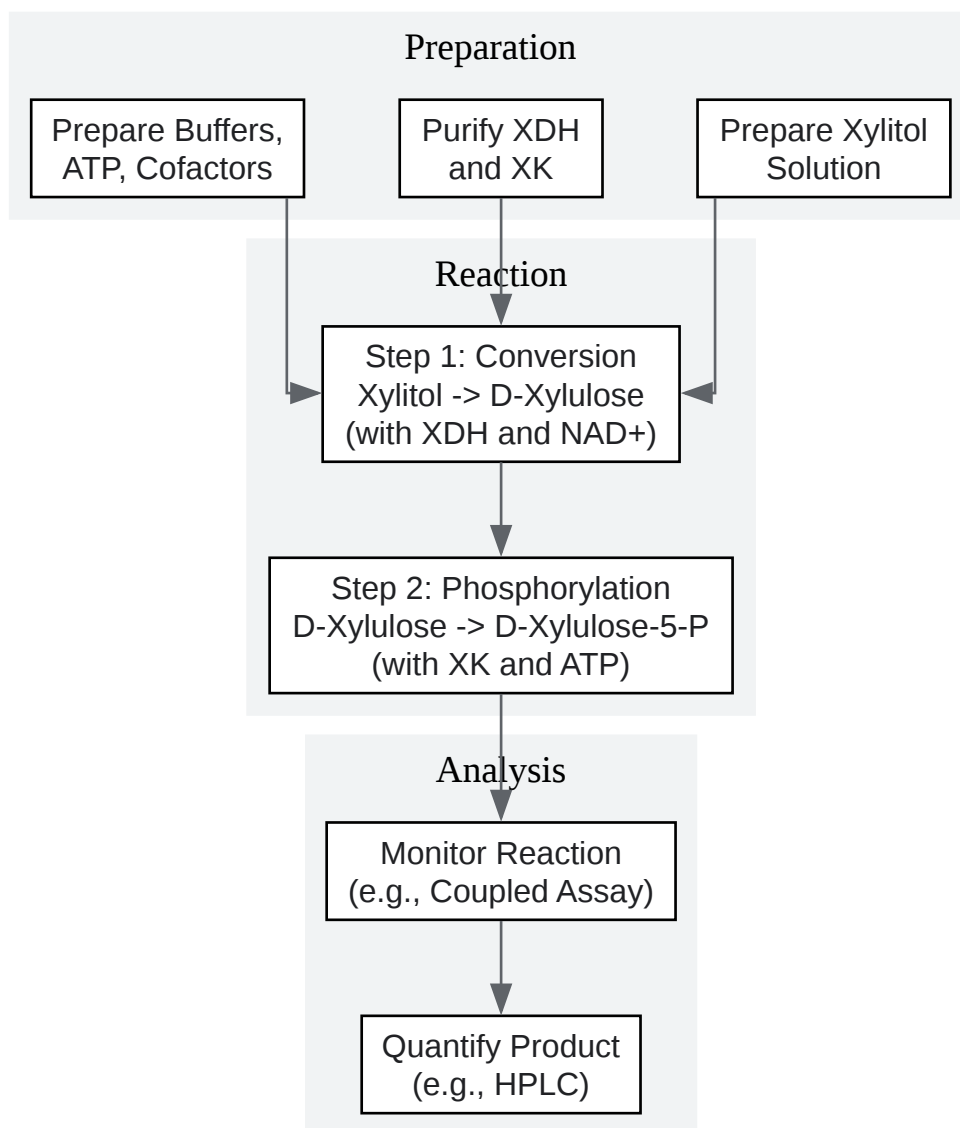 Preparation
Prepare Buffers,
ATP, Cofactors
Purify XDH
and XK
Prepare Xylitol
Solution
Reaction
Step 1: Conversion
Xylitol -> D-Xylulose
(with XDH and NAD+)
Step 2: Phosphorylation
D-Xylulose -> D-Xylulose-5-P
(with XK and ATP)
Analysis
Monitor Reaction
(e.g., Coupled Assay)
Quantify Product
(e.g., HPLC)